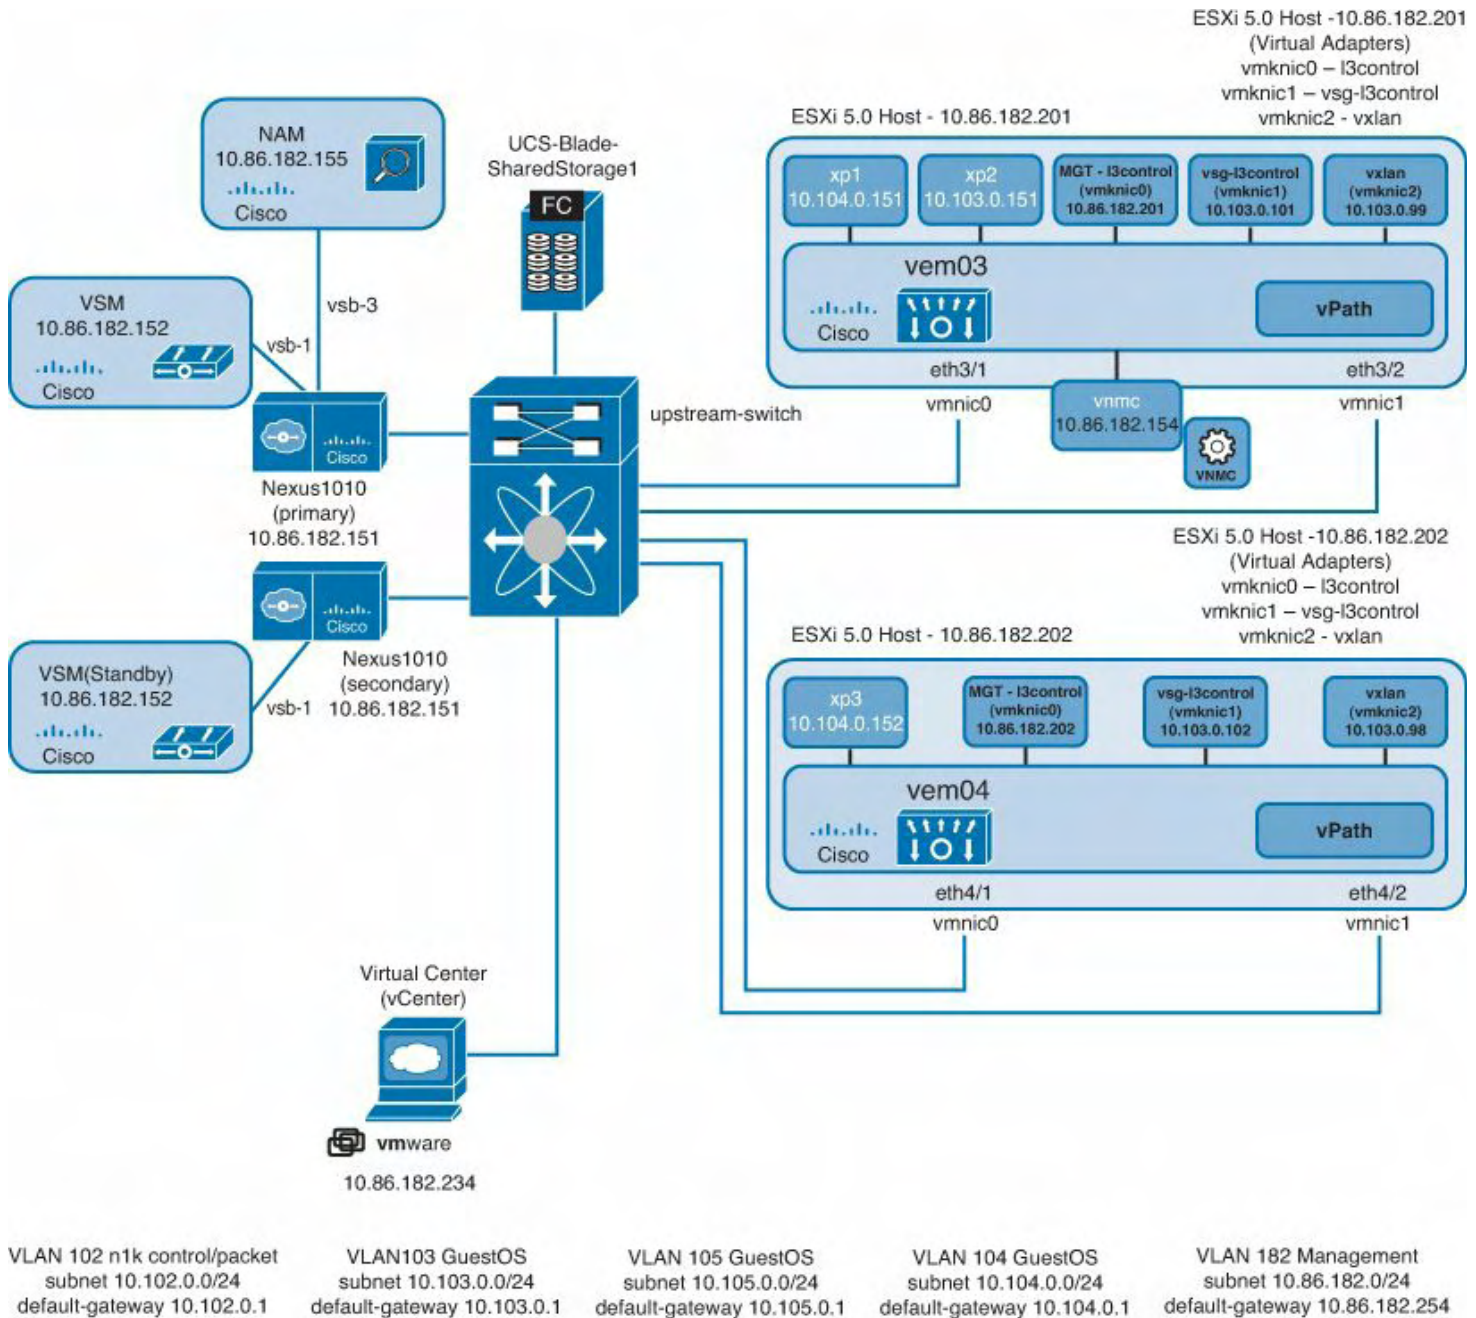 ESXi 5.0 Host -10.86.182.201
(Virtual Adapters)
vmknic0 – l3control
vmknic1 – vsg-l3control
vmknic2 - vxlan
NAM
10.86.182.155
Cisco
UCS-Blade-
SharedStorage1
FC
ESXi 5.0 Host - 10.86.182.201
xp1
10.104.0.151
xp2
10.103.0.151
MGT - l3control
(vmknic0)
10.86.182.201
vsg-l3control
(vmknic1)
10.103.0.101
vxlan
(vmknic2)
10.103.0.99
vem03
Cisco
vPath
eth3/1
eth3/2
vmnic0
vmnic1
vnmc
10.86.182.154
VNMC
VSM
10.86.182.152
Cisco
vsb-1
vsb-3
Cisco
Nexus1010
(primary)
10.86.182.151
upstream-switch
Cisco
Nexus1010
(secondary)
10.86.182.151
VSM(Standby)
10.86.182.152
Cisco
vsb-1
ESXi 5.0 Host -10.86.182.202
(Virtual Adapters)
vmknic0 – l3control
vmknic1 – vsg-l3control
vmknic2 - vxlan
ESXi 5.0 Host - 10.86.182.202
xp3
10.104.0.152
MGT - l3control
(vmknic0)
10.86.182.202
vsg-l3control
(vmknic1)
10.103.0.102
vxlan
(vmknic2)
10.103.0.98
vem04
Cisco
vPath
eth4/1
eth4/2
vmnic0
vmnic1
Virtual Center
(vCenter)
vmware
10.86.182.234
VLAN 102 n1k control/packet
subnet 10.102.0.0/24
default-gateway 10.102.0.1
VLAN103 GuestOS
subnet 10.103.0.0/24
default-gateway 10.103.0.1
VLAN 105 GuestOS
subnet 10.105.0.0/24
default-gateway 10.105.0.1
VLAN 104 GuestOS
subnet 10.104.0.0/24
default-gateway 10.104.0.1
VLAN 182 Management
subnet 10.86.182.0/24
default-gateway 10.86.182.254